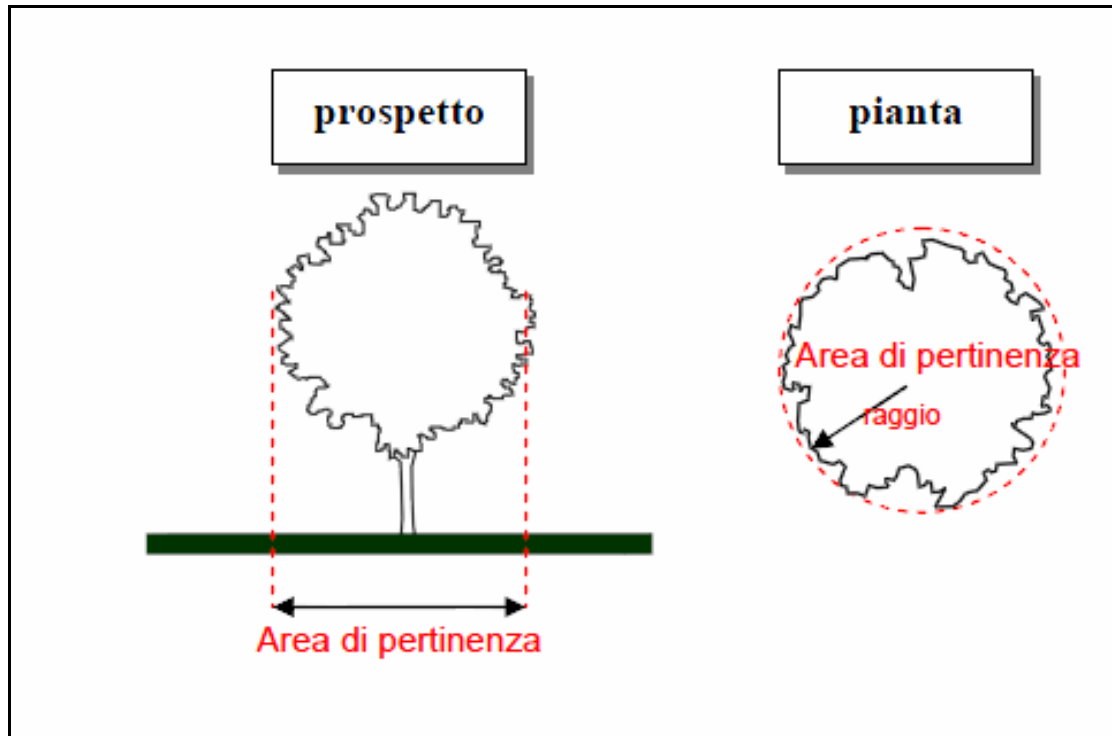 prospetto
pianta
Area di pertinenza
raggio
Area di pertinenza